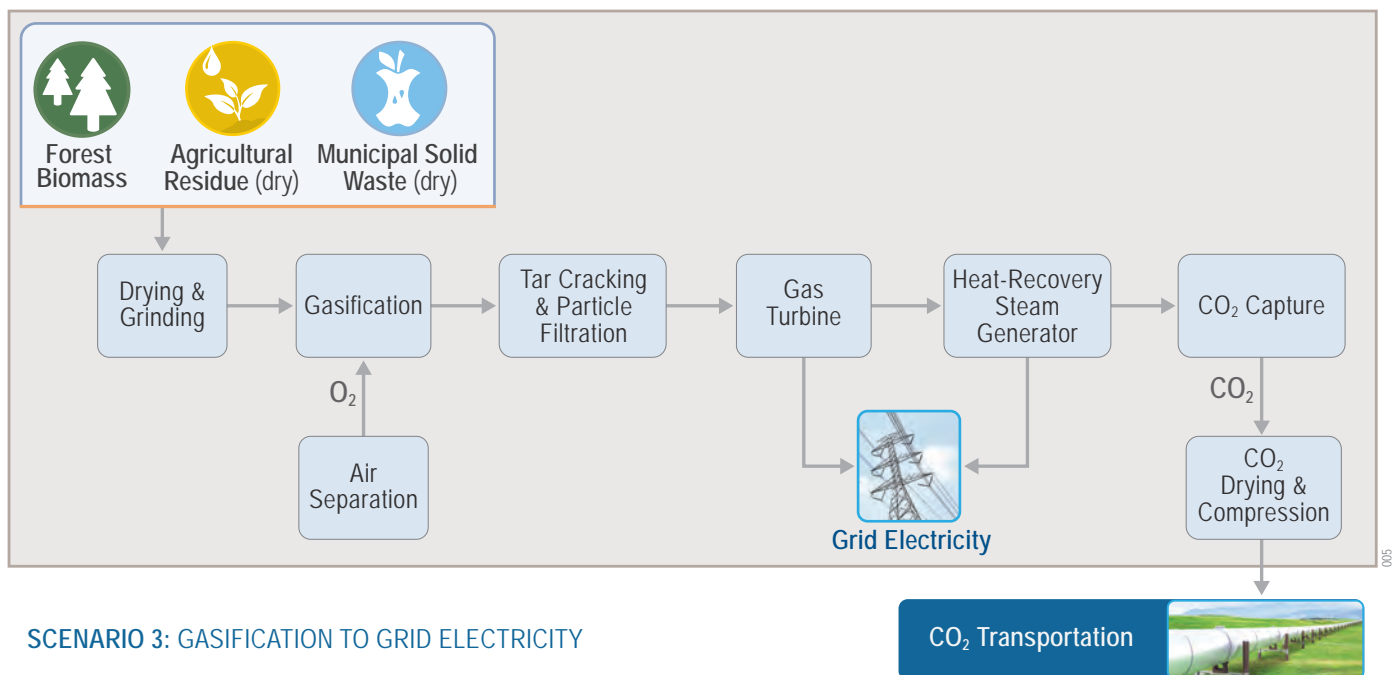 Forest
Biomass
Agricultural
Residue (dry)
Municipal Solid
Waste (dry)
Drying &
Grinding
Gasification
Tar Cracking
& Particle
Filtration
Gas
Turbine
Heat-Recovery
Steam
Generator
CO₂ Capture
O₂
CO₂
Air
Separation
Grid Electricity
CO₂
Drying &
Compression
005
SCENARIO 3: GASIFICATION TO GRID ELECTRICITY
CO₂ Transportation